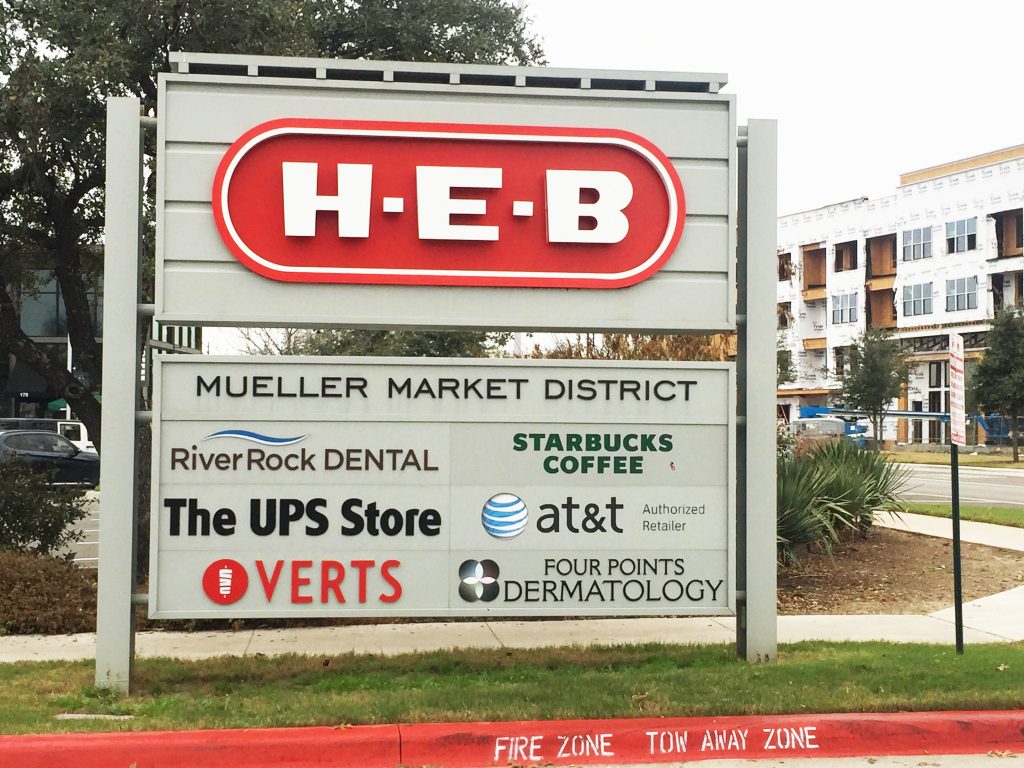 H-E-B
MUELLER MARKET DISTRICT
RiverRock DENTAL
STARBUCKS
COFFEE
The UPS Store
at&t Authorized
Retailer
VERTS
FOUR POINTS
DERMATOLOGY
FIRE ZONE TOW AWAY ZONE